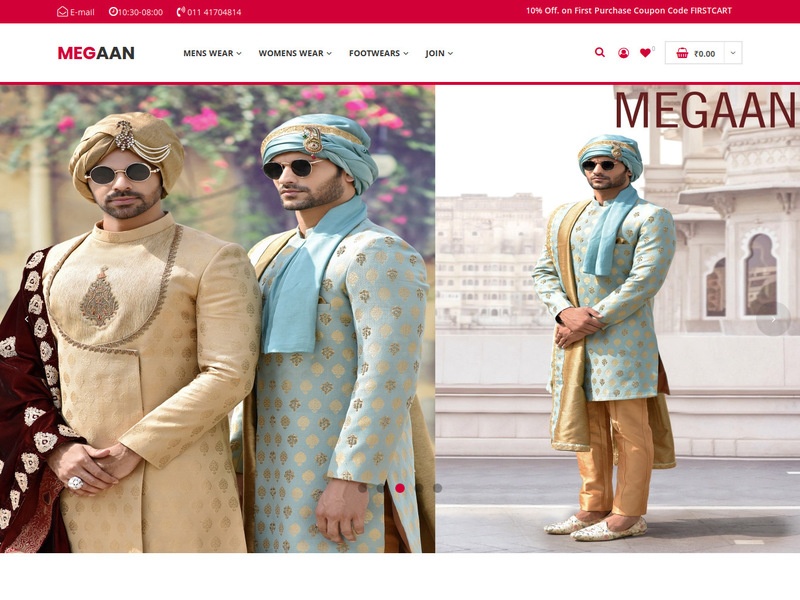 E-mail 10:30-08:00 011 41704814 10% Off. on First Purchase Coupon Code FIRSTCART
MEGAAN MENS WEAR WOMENS WEAR FOOTWEARS JOIN 0 ₹0.00
MEGAAN